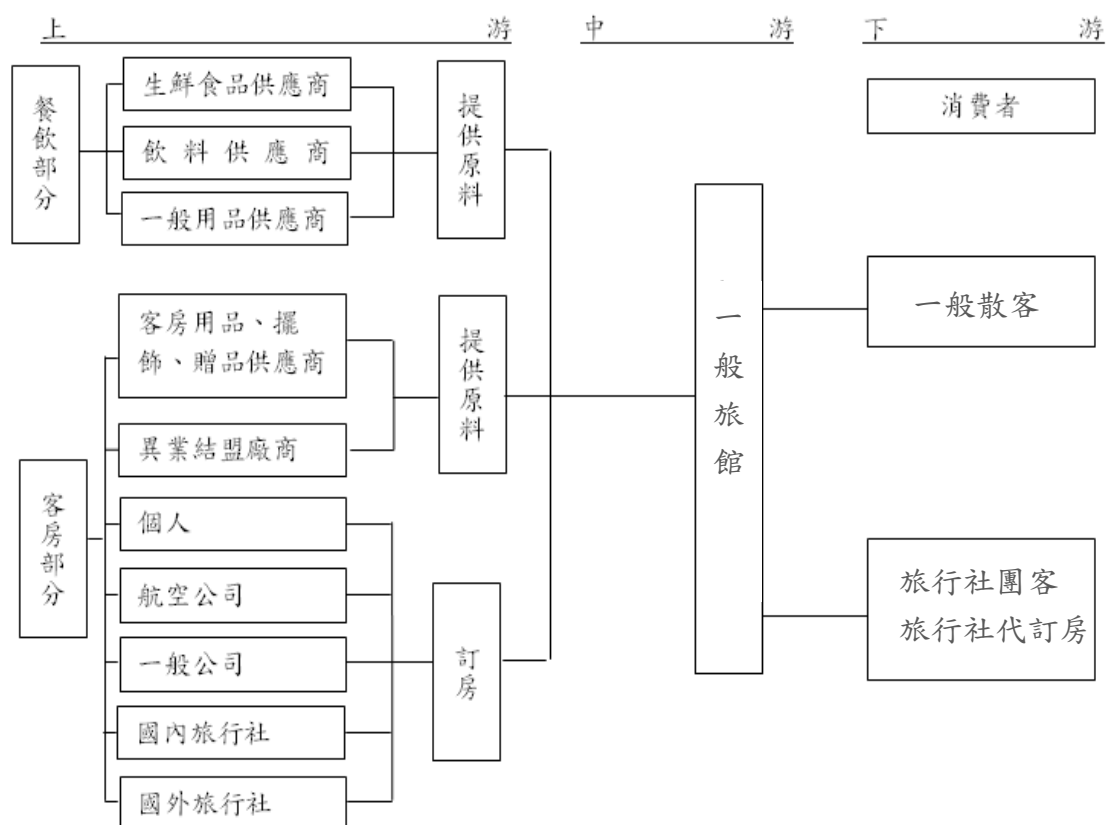 上游
中游
下游
餐飲部分
生鮮食品供應商
飲料供應商
一般用品供應商
提供原料
客房部分
客房用品、擺
飾、贈品供應商
異業結盟廠商
提供原料
個人
航空公司
一般公司
國內旅行社
國外旅行社
訂房
一般旅館
消費者
一般散客
旅行社團客
旅行社代訂房